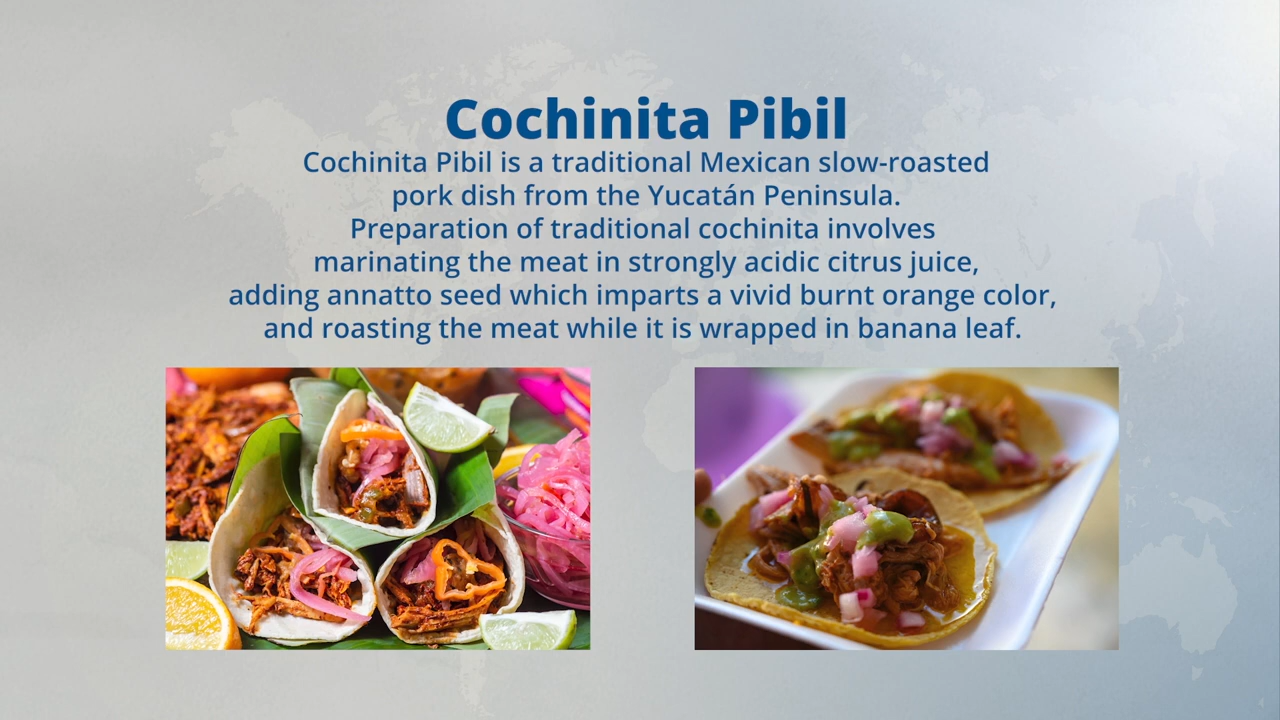 Cochinita Pibil
Cochinita Pibil is a traditional Mexican slow-roasted
pork dish from the Yucatán Peninsula.
Preparation of traditional cochinita involves
marinating the meat in strongly acidic citrus juice,
adding annatto seed which imparts a vivid burnt orange color,
and roasting the meat while it is wrapped in banana leaf.